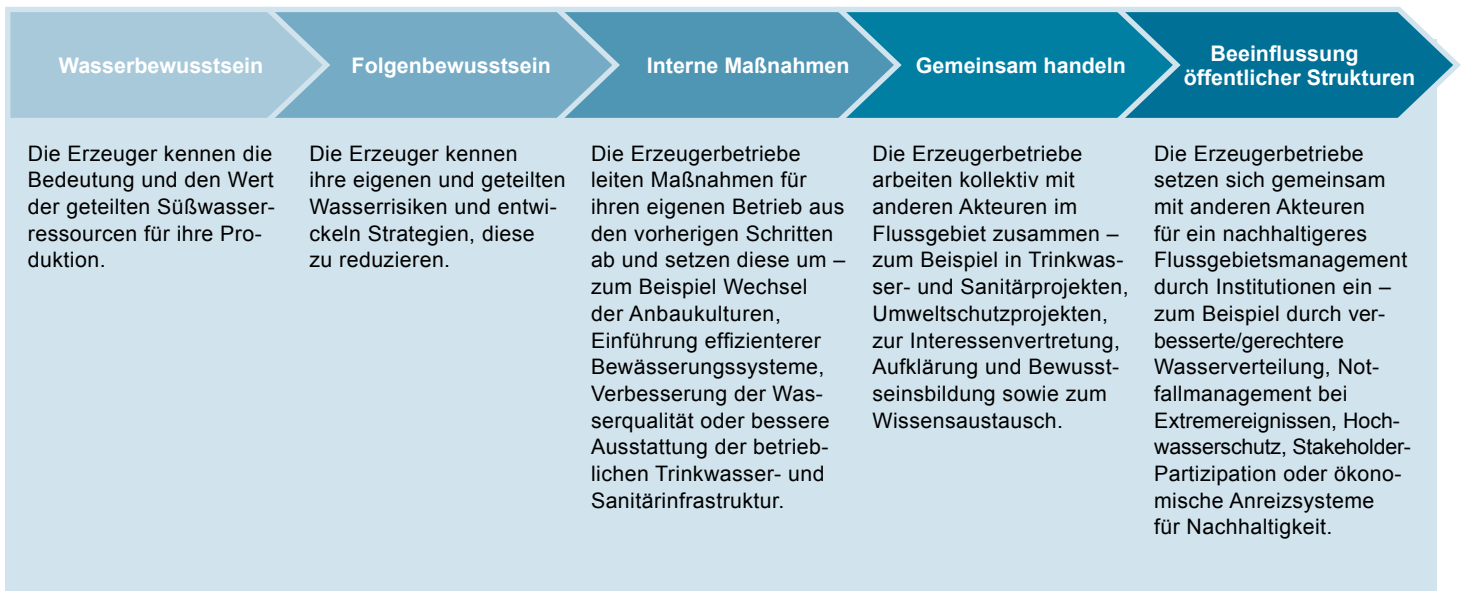 Wasserbewusstsein
Folgenbewusstsein
Interne Maßnahmen
Gemeinsam handeln
Beeinflussung
öffentlicher Strukturen
Die Erzeuger kennen die
Bedeutung und den Wert
der geteilten Süßwasser-
ressourcen für ihre Pro-
duktion.
Die Erzeuger kennen
ihre eigenen und geteilten
Wasserrisiken und entwi-
ckeln Strategien, diese
zu reduzieren.
Die Erzeugerbetriebe
leiten Maßnahmen für
ihren eigenen Betrieb aus
den vorherigen Schritten
ab und setzen diese um –
zum Beispiel Wechsel
der Anbaukulturen,
Einführung effizienterer
Bewässerungssysteme,
Verbesserung der Was-
serqualität oder bessere
Ausstattung der betrieb-
lichen Trinkwasser- und
Sanitärinfrastruktur.
Die Erzeugerbetriebe
arbeiten kollektiv mit
anderen Akteuren im
Flussgebiet zusammen –
zum Beispiel in Trinkwas-
ser- und Sanitärprojekten,
Umweltschutzprojekten,
zur Interessenvertretung,
Aufklärung und Bewusst-
seinsbildung sowie zum
Wissensaustausch.
Die Erzeugerbetriebe
setzen sich gemeinsam
mit anderen Akteuren
für ein nachhaltigeres
Flussgebietsmanagement
durch Institutionen ein –
zum Beispiel durch ver-
besserte/gerechtere
Wasserverteilung, Not-
fallmanagement bei
Extremereignissen, Hoch-
wasserschutz, Stakeholder-
Partizipation oder ökono-
mische Anreizsysteme
für Nachhaltigkeit.